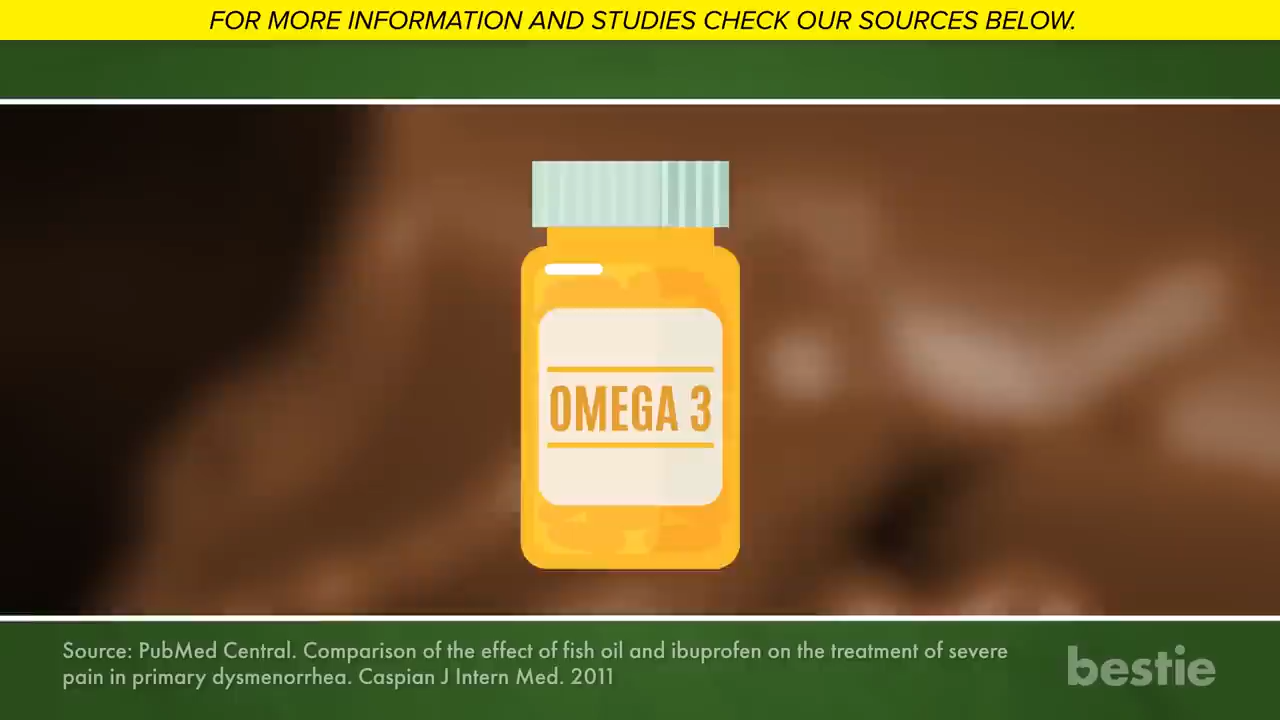 FOR MORE INFORMATION AND STUDIES CHECK OUR SOURCES BELOW.
OMEGA 3
Source: PubMed Central. Comparison of the effect of fish oil and ibuprofen on the treatment of severe
pain in primary dysmenorrhea. Caspian J Intern Med. 2011
bestie